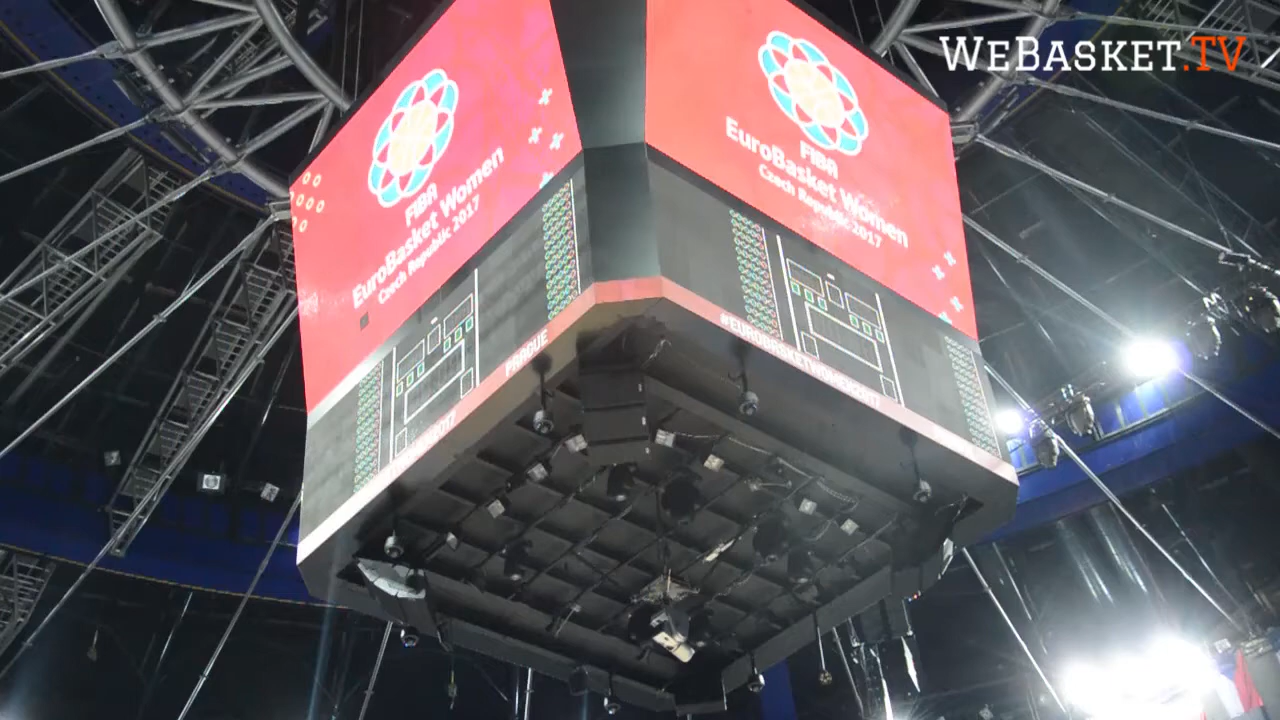 WEBASKET.TV
FIBA
EuroBasket Women
Czech Republic 2017
FIBA
EuroBasket Women
Czech Republic 2017
PRAGUE
#EUROBASKETWOMEN2017